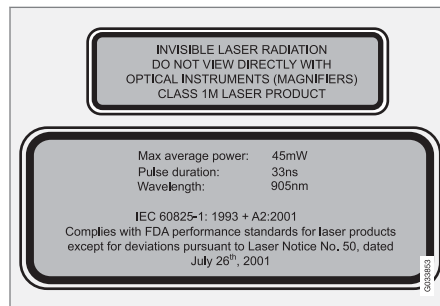 INVISIBLE LASER RADIATION
DO NOT VIEW DIRECTLY WITH
OPTICAL INSTRUMENTS (MAGNIFIERS)
CLASS 1M LASER PRODUCT
Max average power: 45mW
Pulse duration: 33ns
Wavelength: 905nm
IEC 60825-1: 1993 + A2:2001
Complies with FDA performance standards for laser products
except for deviations pursuant to Laser Notice No. 50, dated
July 26th, 2001
G033853